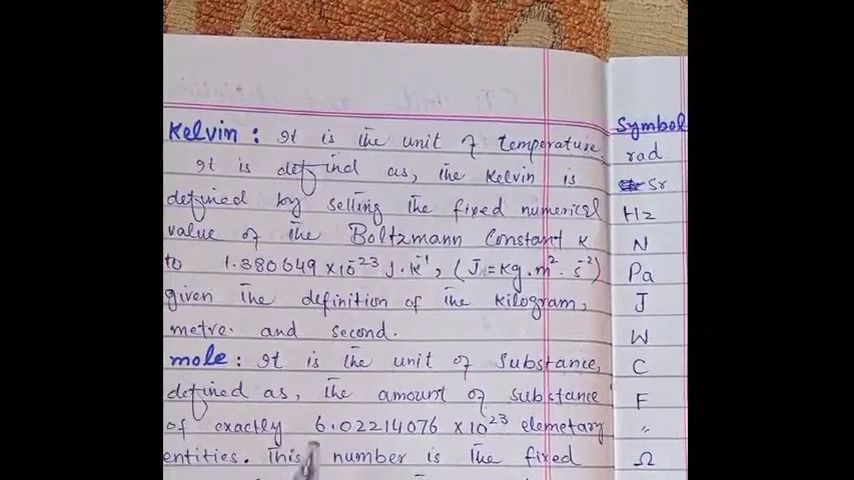 Kelvin : It is the unit of temperature,
It is defind as, the Kelvin is
defined by selting the fixed numerical
value of the Boltzmann Constant K
to 1.380649 ×10⁻²³ J.K⁻¹, (J = Kg.m².s⁻²)
given the definition of the kilogram,
metre. and second.
mole : It is the unit of Substance,
defined as, the amount of substance
of exactly 6.02214076 ×10²³ elemetary
entities. This number is the fixed
Symbol
rad
Sr
Hz
N
Pa
J
W
C
F
"
Ω